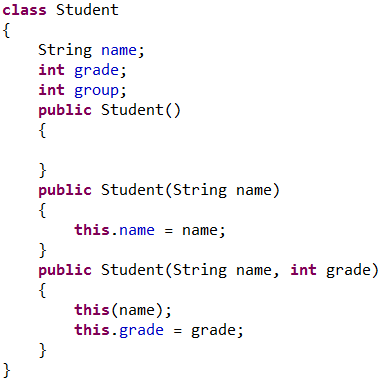 class Student
{
    String name;
    int grade;
    int group;
    public Student()
    {

    }
    public Student(String name)
    {
        this.name = name;
    }
    public Student(String name, int grade)
    {
        this(name);
        this.grade = grade;
    }
}